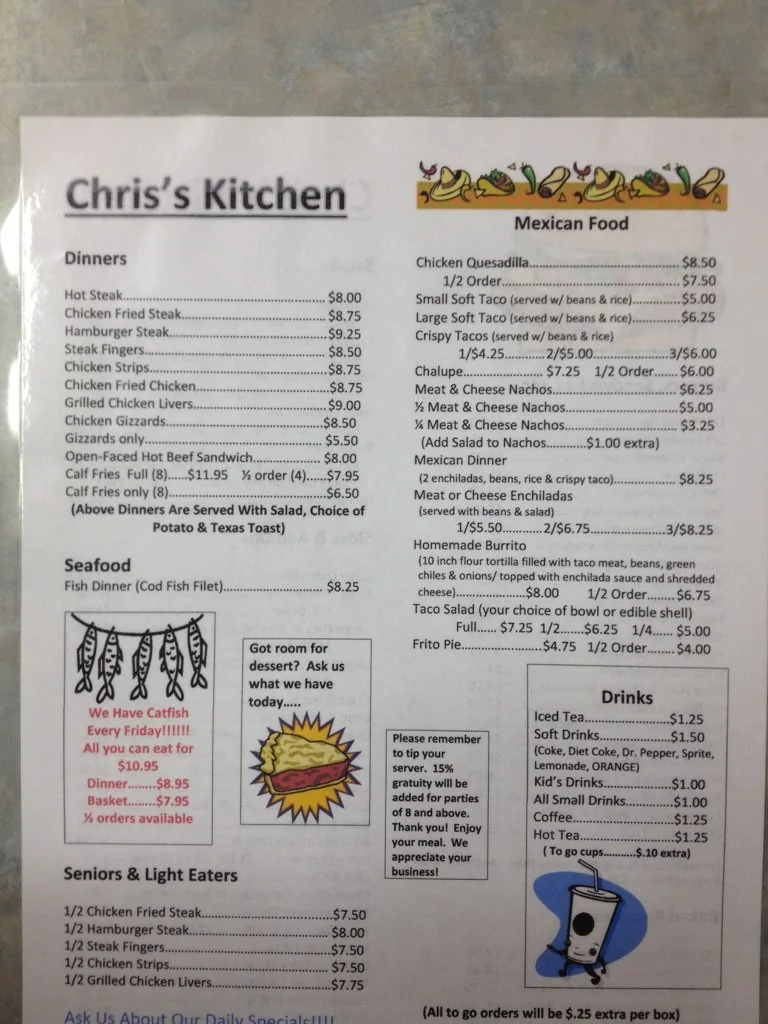 Chris's Kitchen
Dinners
Hot Steak.......................................................... $8.00
Chicken Fried Steak.......................................... $8.75
Hamburger Steak.............................................. $9.25
Steak Fingers.................................................... $8.50
Chicken Strips................................................... $8.75
Chicken Fried Chicken....................................... $8.75
Grilled Chicken Livers........................................ $9.00
Chicken Gizzards.............................................. $8.50
Gizzards only.................................................... $5.50
Open-Faced Hot Beef Sandwich....................... $8.00
Calf Fries Full (8)......$11.95 ½ order (4)......$7.95
Calf Fries only (8).............................................. $6.50
(Above Dinners Are Served With Salad, Choice of
Potato & Texas Toast)
Seafood
Fish Dinner (Cod Fish Filet)................................ $8.25
We Have Catfish
Every Friday!!!!!!
All you can eat for
$10.95
Dinner........$8.95
Basket........$7.95
½ orders available
Got room for
dessert? Ask us
what we have
today.....
Seniors & Light Eaters
1/2 Chicken Fried Steak....................................$7.50
1/2 Hamburger Steak........................................$8.00
1/2 Steak Fingers..............................................$7.50
1/2 Chicken Strips.............................................$7.50
1/2 Grilled Chicken Livers..................................$7.75
Ask Us About Our Daily Specials!!!!
Mexican Food
Chicken Quesadilla.......................................... $8.50
1/2 Order................................................. $7.50
Small Soft Taco (served w/ beans & rice)............. $5.00
Large Soft Taco (served w/ beans & rice)............. $6.25
Crispy Tacos (served w/ beans & rice)
1/$4.25...........2/$5.00.....................3/$6.00
Chalupe...................... $7.25 1/2 Order...... $6.00
Meat & Cheese Nachos................................... $6.25
½ Meat & Cheese Nachos............................... $5.00
¼ Meat & Cheese Nachos............................... $3.25
(Add Salad to Nachos...........$1.00 extra)
Mexican Dinner
(2 enchiladas, beans, rice & crispy taco)................. $8.25
Meat or Cheese Enchiladas
(served with beans & salad)
1/$5.50...........2/$6.75.....................3/$8.25
Homemade Burrito
(10 inch flour tortilla filled with taco meat, beans, green
chiles & onions/ topped with enchilada sauce and shredded
cheese).......................$8.00 1/2 Order........ $6.75
Taco Salad (your choice of bowl or edible shell)
Full...... $7.25 1/2.......$6.25 1/4..... $5.00
Frito Pie......................$4.75 1/2 Order........ $4.00
Please remember
to tip your
server. 15%
gratuity will be
added for parties
of 8 and above.
Thank you! Enjoy
your meal. We
appreciate your
business!
Drinks
Iced Tea........................$1.25
Soft Drinks....................$1.50
(Coke, Diet Coke, Dr. Pepper, Sprite,
Lemonade, ORANGE)
Kid's Drinks...................$1.00
All Small Drinks.............$1.00
Coffee...........................$1.25
Hot Tea.........................$1.25
( To go cups...........$.10 extra)
(All to go orders will be $.25 extra per box)